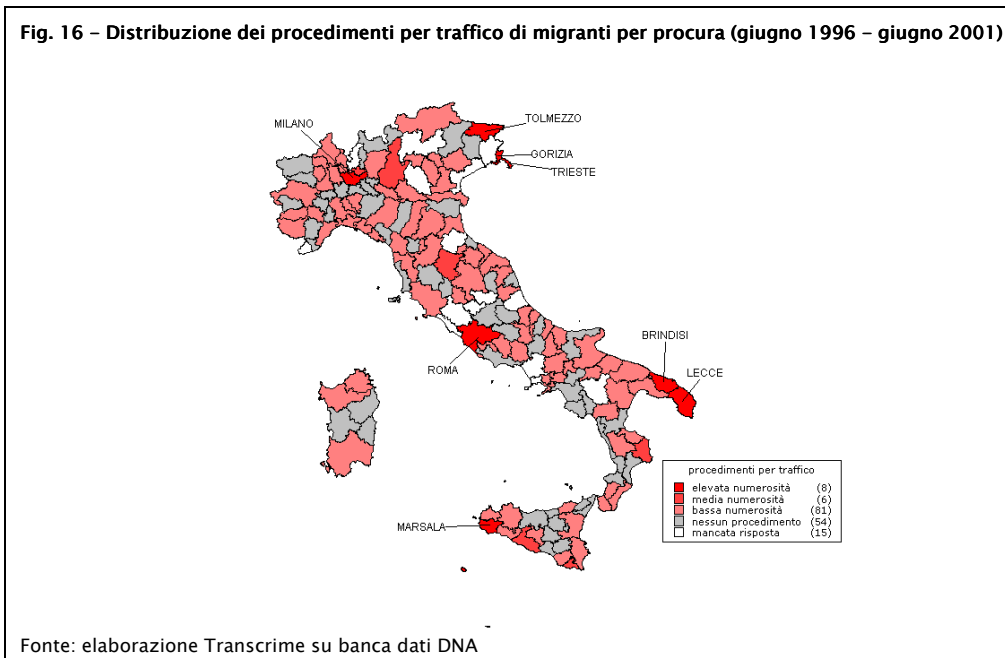 Fig. 16 – Distribuzione dei procedimenti per traffico di migranti per procura (giugno 1996 – giugno 2001)
TOLMEZZO
MILANO
GORIZIA
TRIESTE
BRINDISI
ROMA
LECCE
procedimenti per traffico
elevata numerosità (8)
media numerosità (6)
bassa numerosità (81)
nessun procedimento (54)
mancata risposta (15)
MARSALA
Fonte: elaborazione Transcrime su banca dati DNA